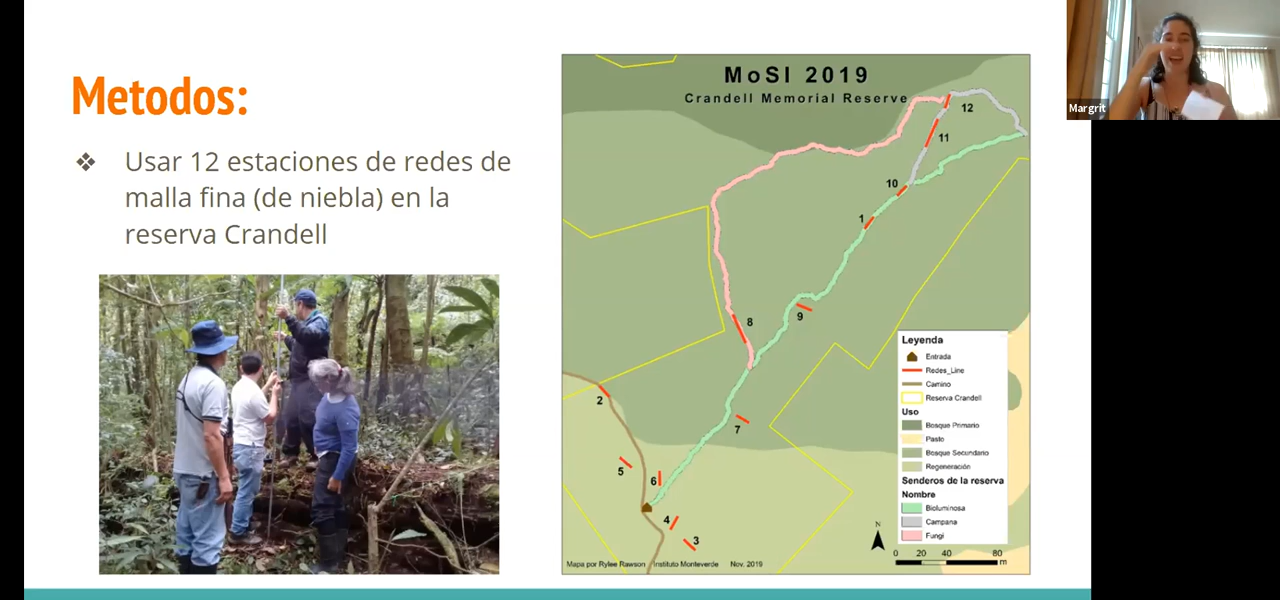 Metodos:
❖ Usar 12 estaciones de redes de
malla fina (de niebla) en la
reserva Crandell
MoSI 2019
Crandell Memorial Reserve
12
11
10
1
9
8
2
7
5
6
4
3
Leyenda
Entrada
Redes_Line
Camino
Reserva Crandell
Uso
Bosque Primario
Pasto
Bosque Secundario
Regeneración
Senderos de la reserva
Nombre
Bioluminosa
Campana
Fungi
N
0 20 40 80
m
Mapa por Rylee Rawson Instituto Monteverde Nov. 2019
Margrit